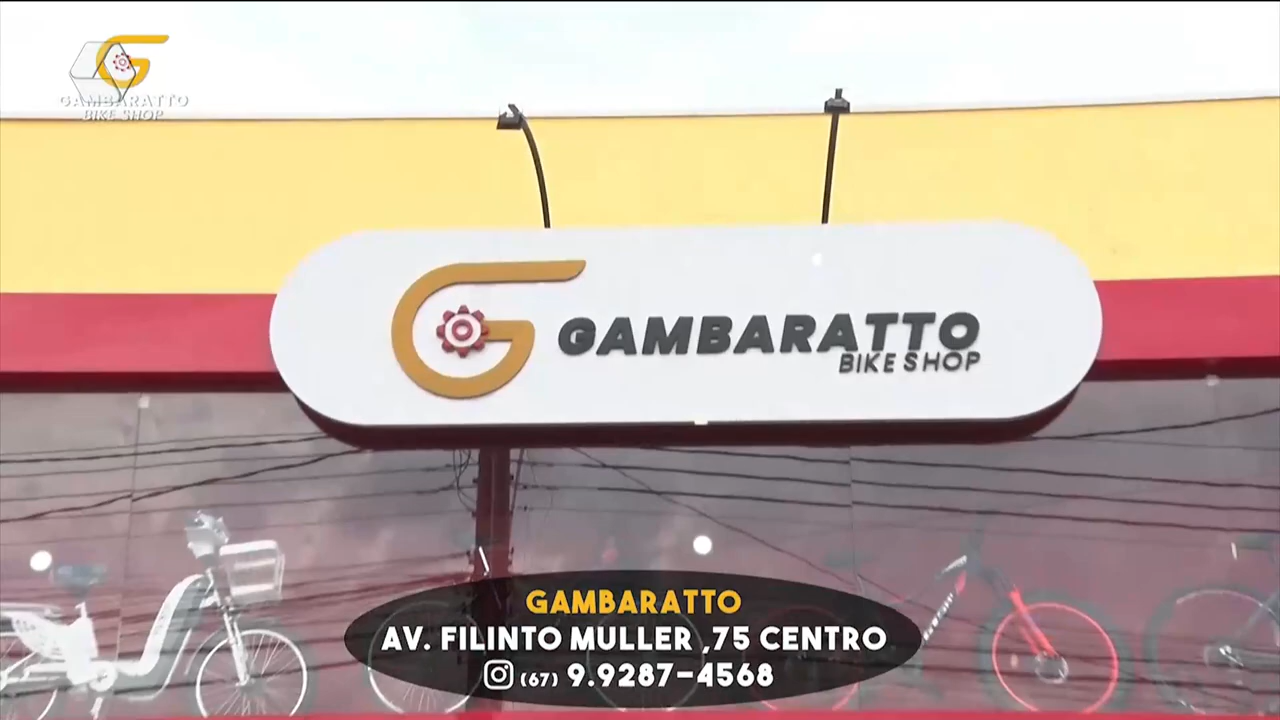 GAMBARATTO
BIKE SHOP
GAMBARATTO
BIKE SHOP
GAMBARATTO
AV. FILINTO MULLER ,75 CENTRO
(67) 9.9287-4568